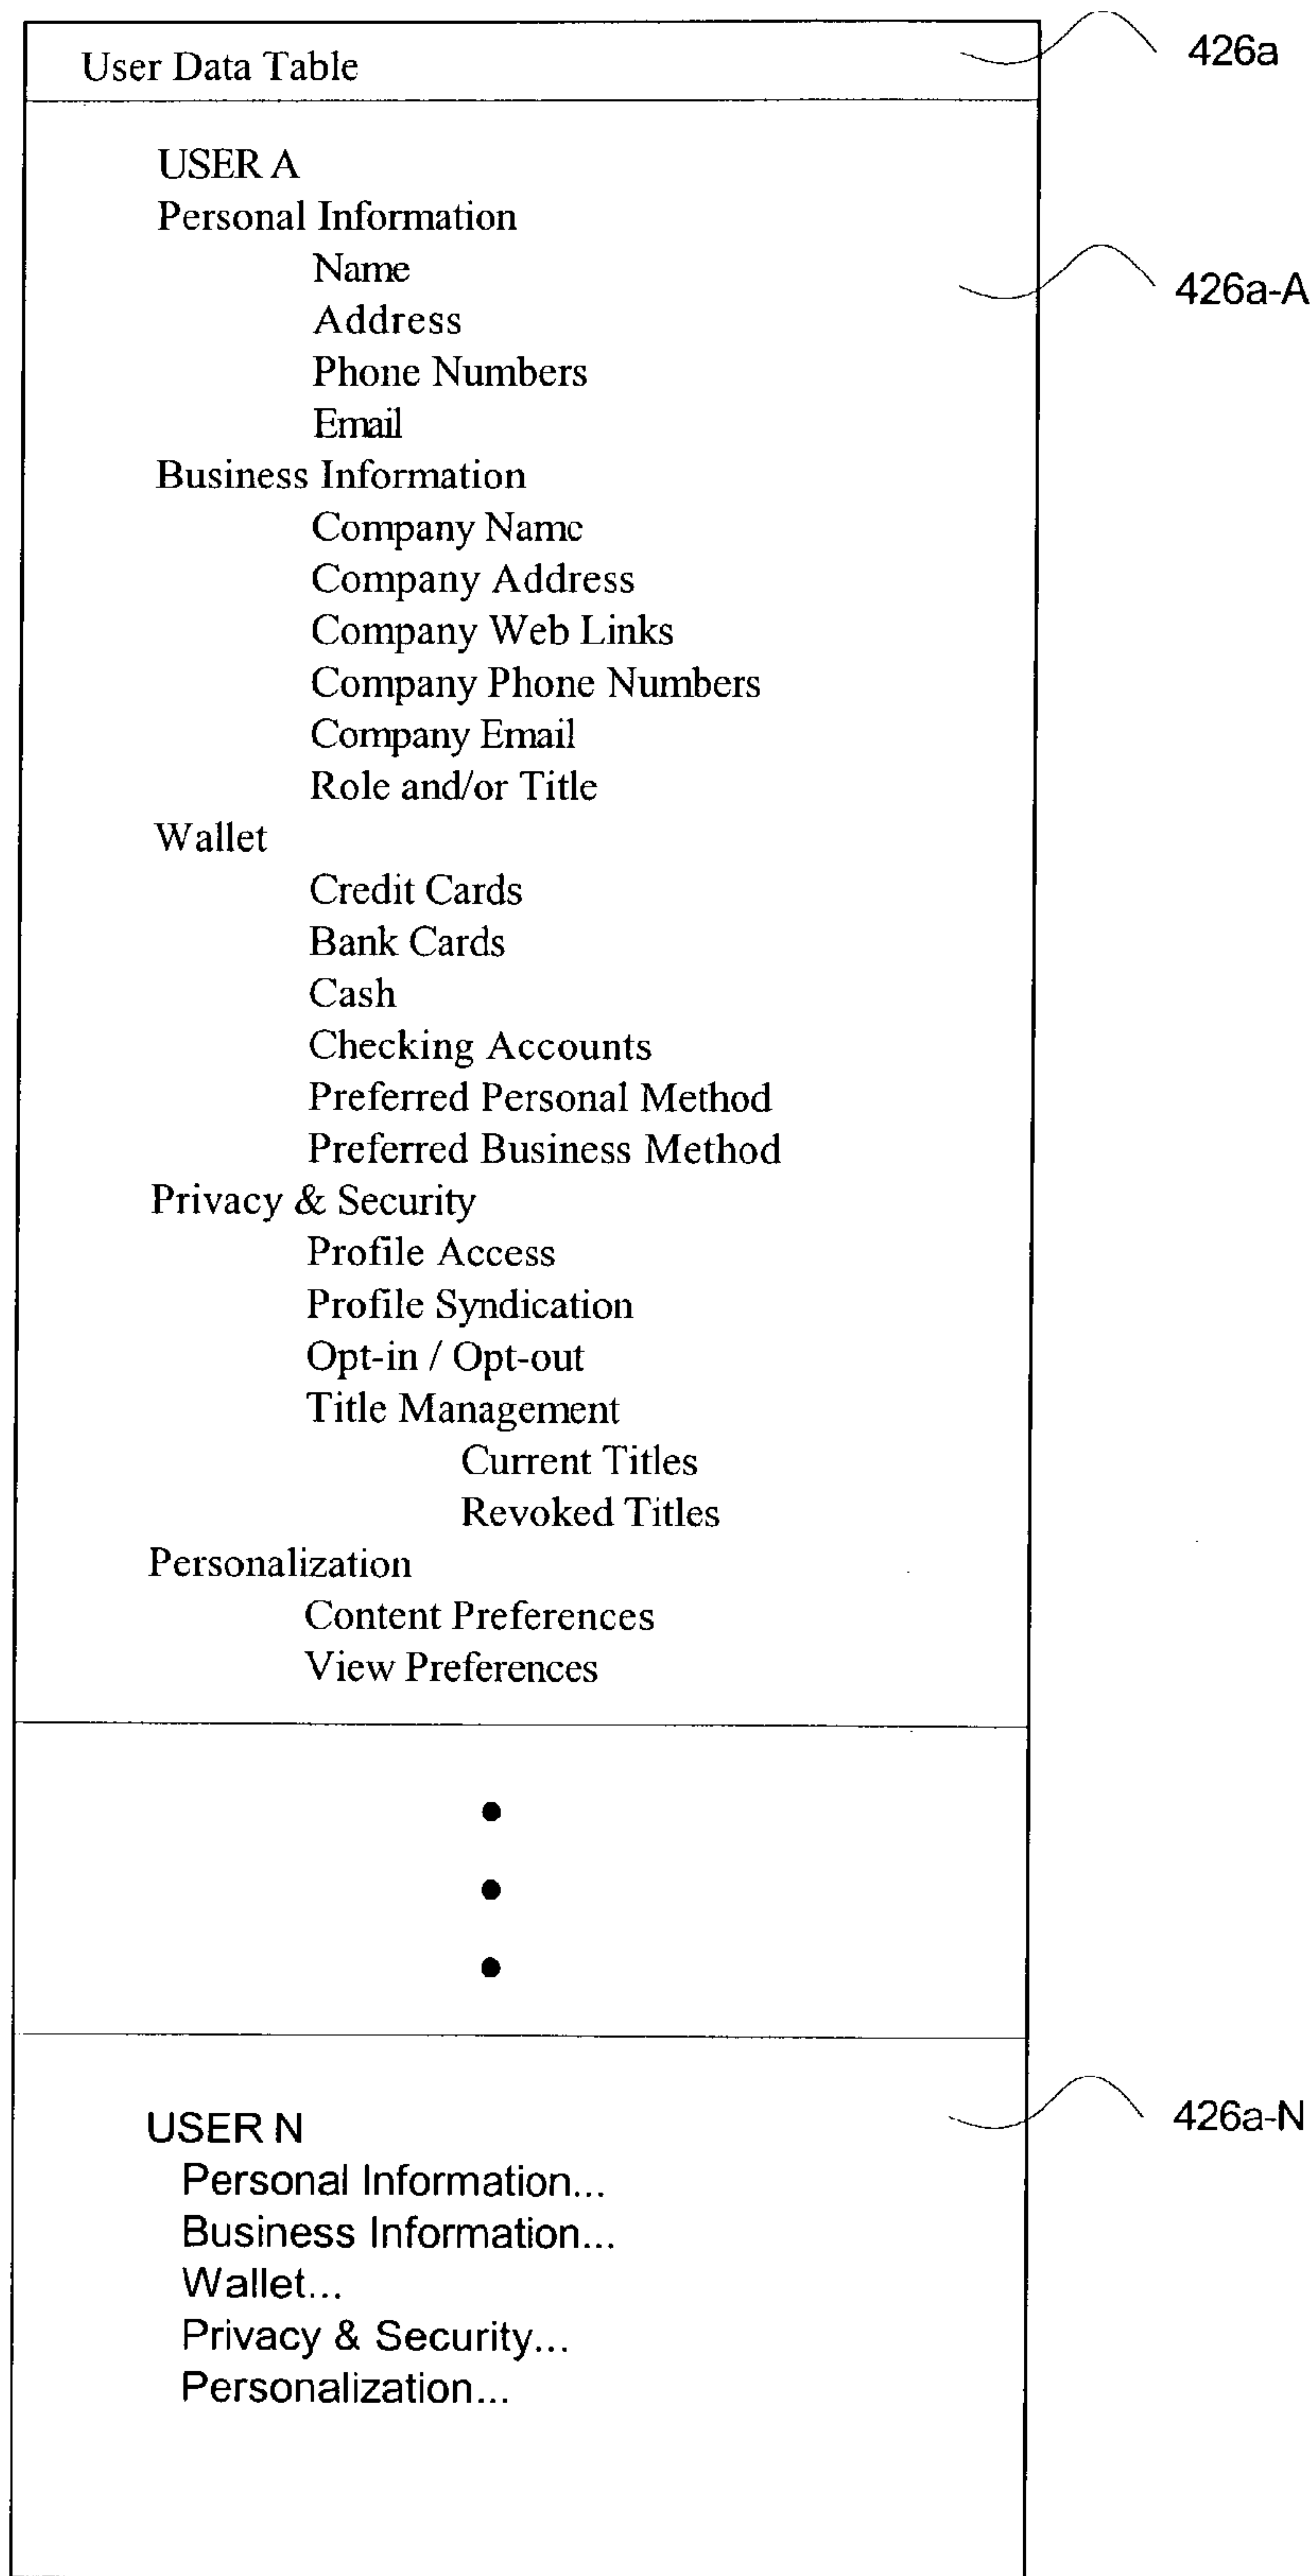 User Data Table 426a
USER A
Personal Information
Name 426a-A
Address
Phone Numbers
Email
Business Information
Company Name
Company Address
Company Web Links
Company Phone Numbers
Company Email
Role and/or Title
Wallet
Credit Cards
Bank Cards
Cash
Checking Accounts
Preferred Personal Method
Preferred Business Method
Privacy & Security
Profile Access
Profile Syndication
Opt-in / Opt-out
Title Management
Current Titles
Revoked Titles
Personalization
Content Preferences
View Preferences
USER N 426a-N
Personal Information...
Business Information...
Wallet...
Privacy & Security...
Personalization...